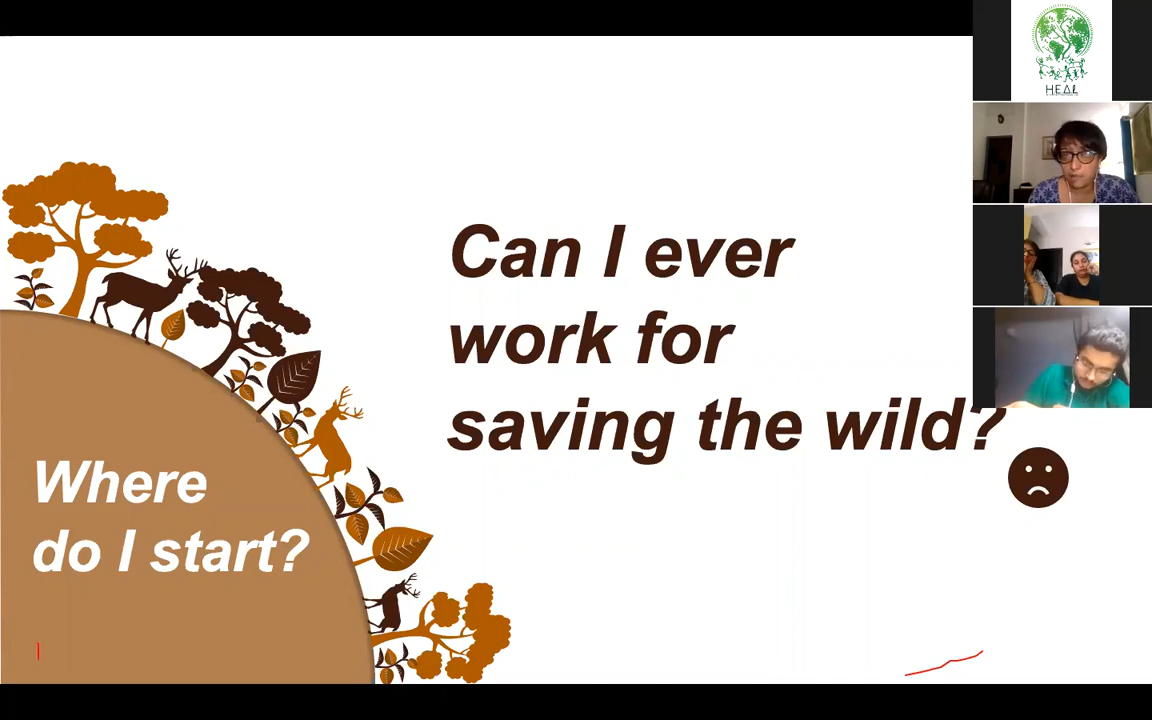 HEAL
Can I ever
work for
saving the wild?
Where
do I start?